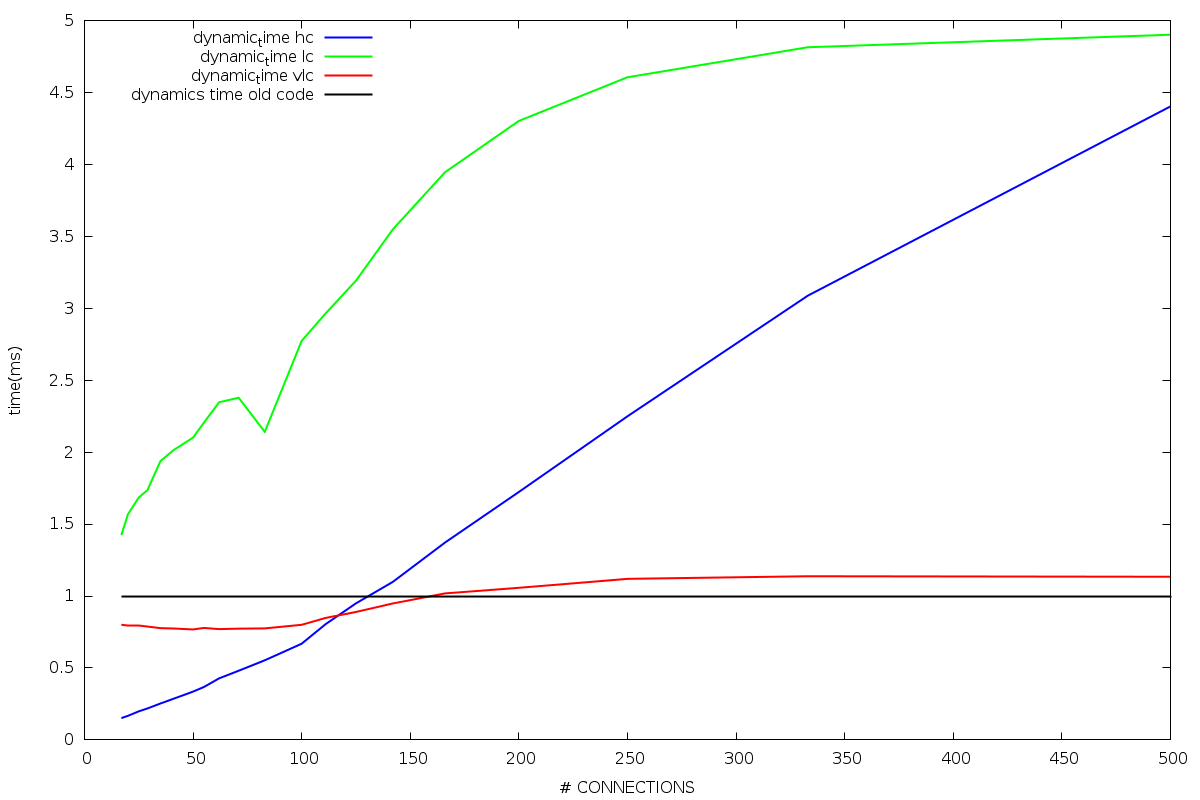 5
4.5
4
3.5
3
2.5
2
1.5
1
0.5
0
time(ms)
dynamic_time hc
dynamic_time lc
dynamic_time vlc
dynamics time old code
0 50 100 150 200 250 300 350 400 450 500
# CONNECTIONS